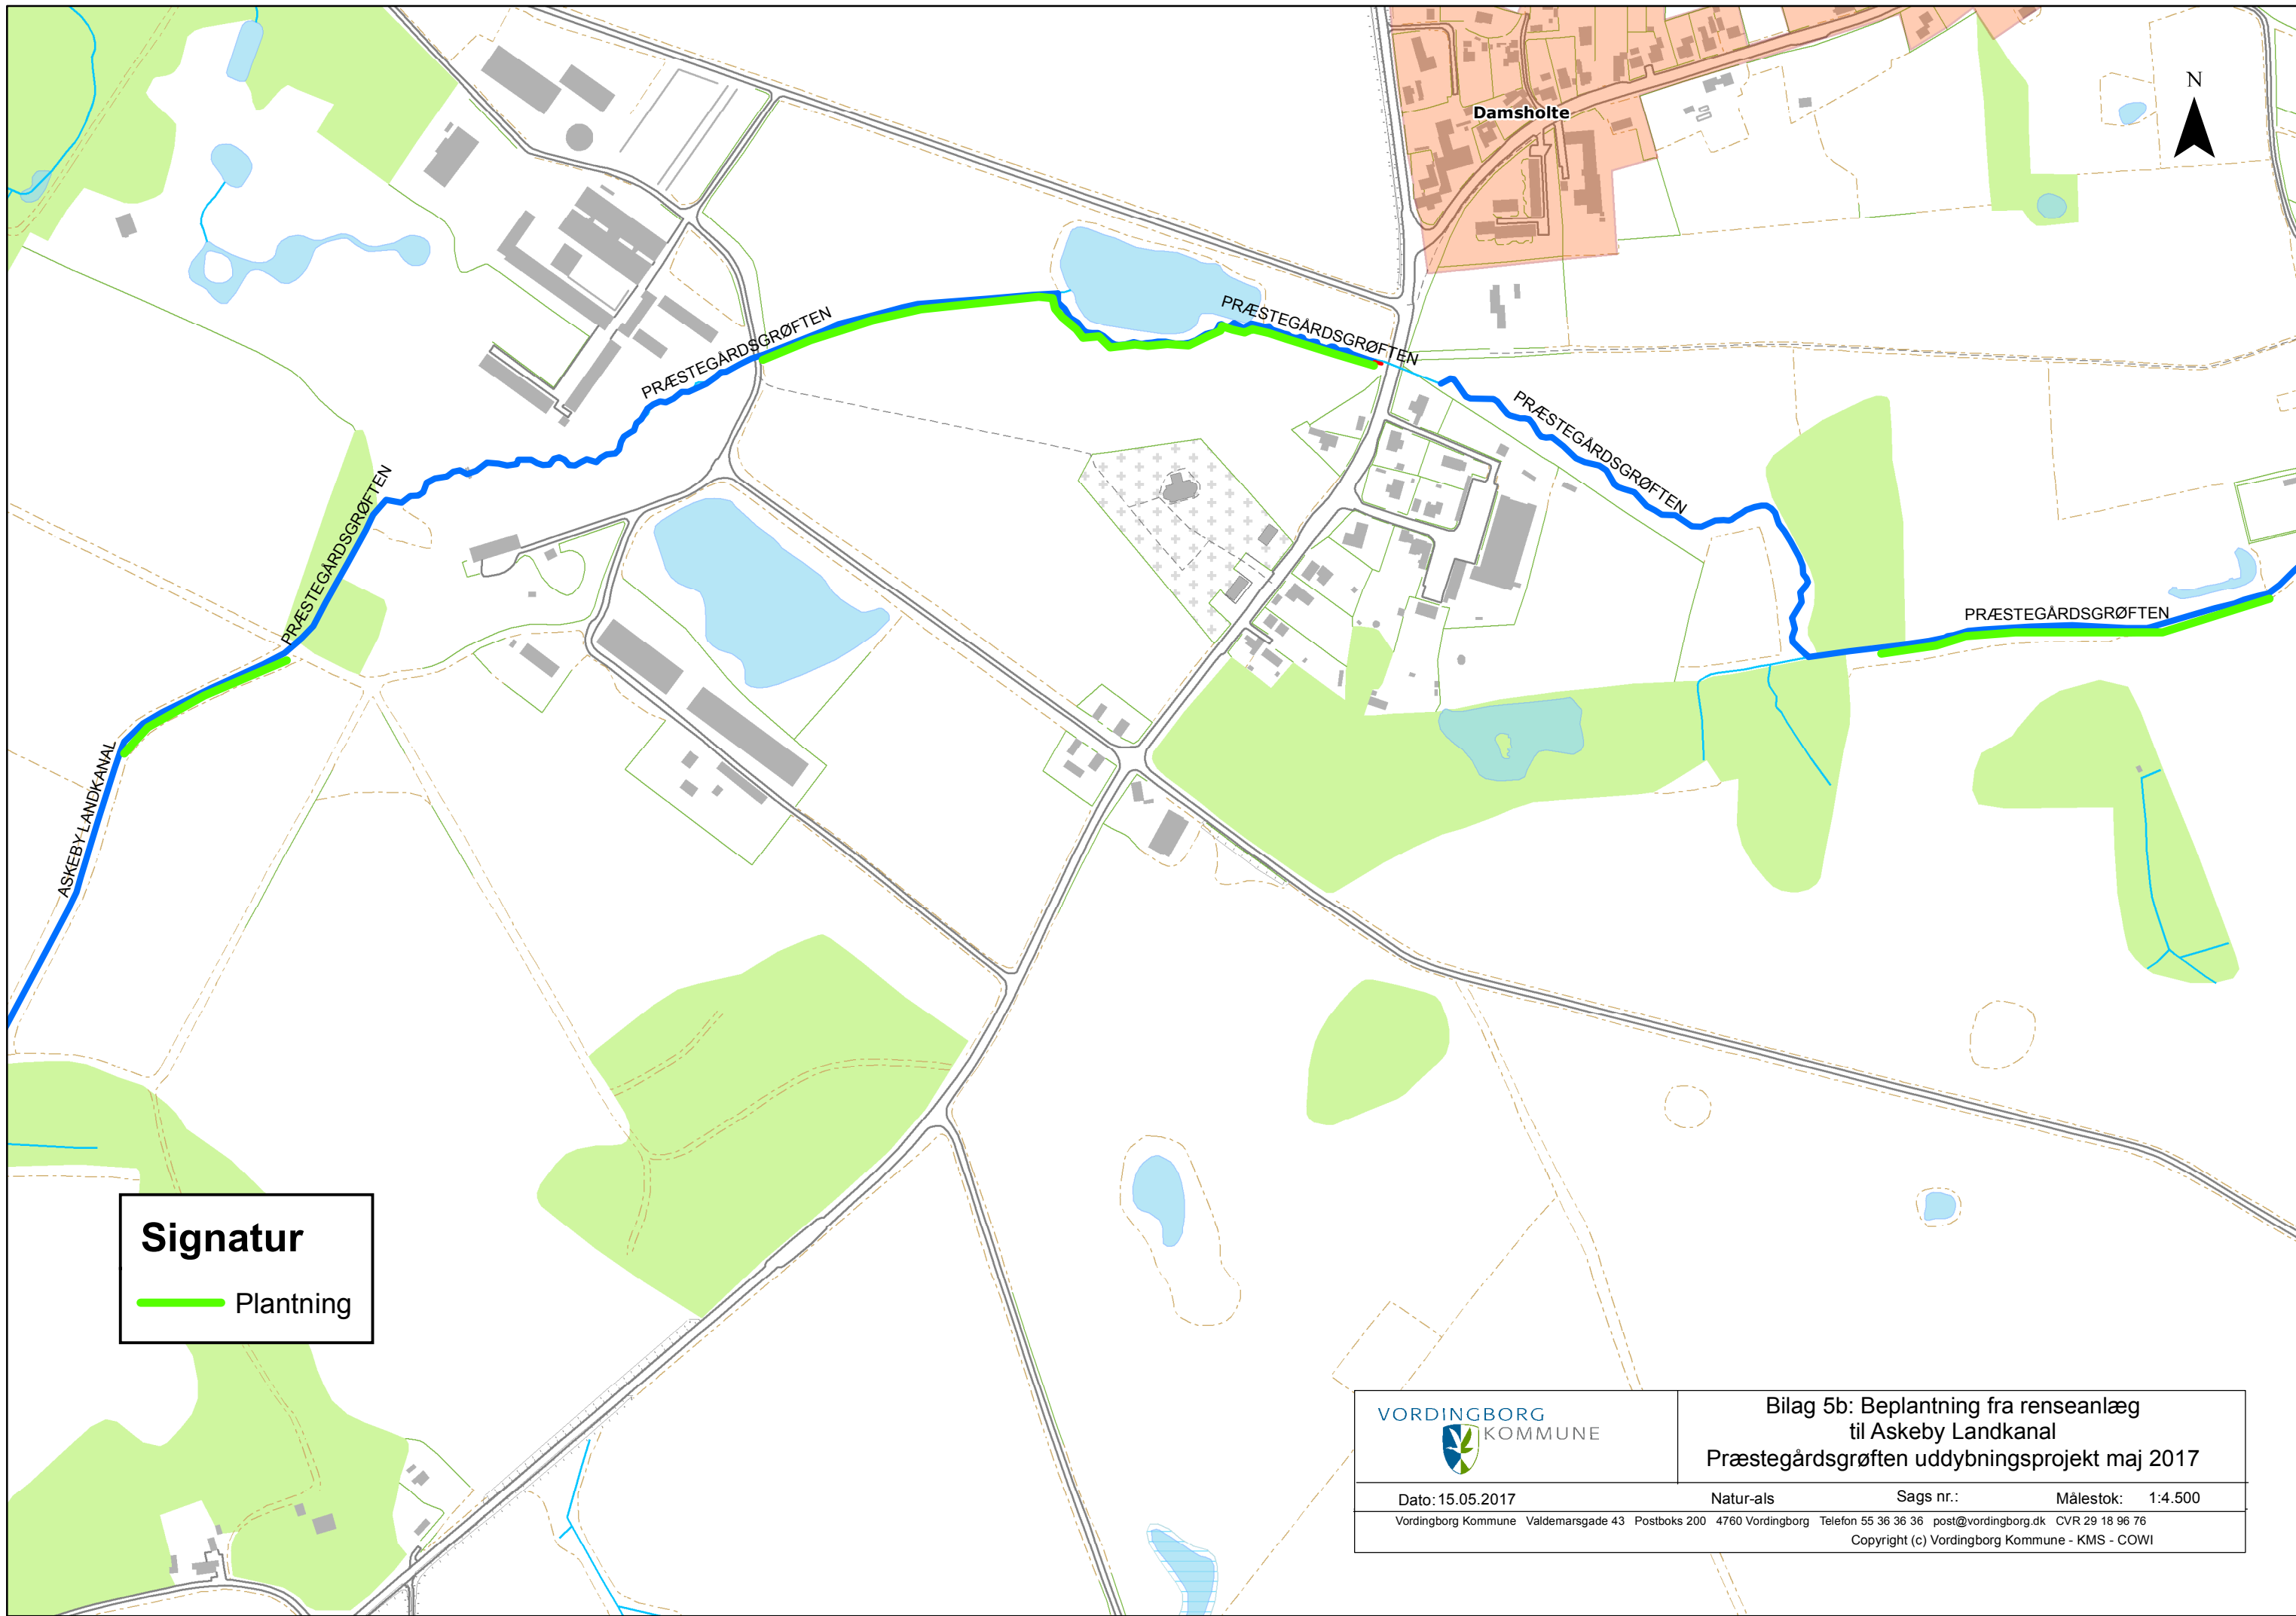 N
Damsholte
PRÆSTEGÅRDSGRØFTEN
PRÆSTEGÅRDSGRØFTEN
PRÆSTEGÅRDSGRØFTEN
PRÆSTEGÅRDSGRØFTEN
PRÆSTEGÅRDSGRØFTEN
ASKEBY LANDKANAL
Signatur
Plantning
VORDINGBORG
KOMMUNE
Bilag 5b: Beplantning fra renseanlæg
til Askeby Landkanal
Præstegårdsgrøften uddybningsprojekt maj 2017
Dato: 15.05.2017 Natur-als Sags nr.: Målestok: 1:4.500
Vordingborg Kommune Valdemarsgade 43 Postboks 200 4760 Vordingborg Telefon 55 36 36 36 post@vordingborg.dk CVR 29 18 96 76
Copyright (c) Vordingborg Kommune - KMS - COWI